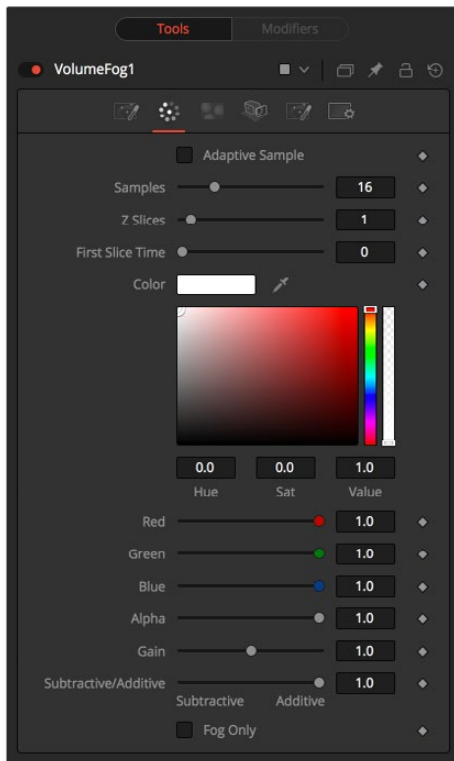 Tools Modifiers
VolumeFog1
Adaptive Sample
Samples 16
Z Slices 1
First Slice Time 0
Color
0.0 0.0 1.0
Hue Sat Value
Red 1.0
Green 1.0
Blue 1.0
Alpha 1.0
Gain 1.0
Subtractive/Additive 1.0
Subtractive Additive
Fog Only